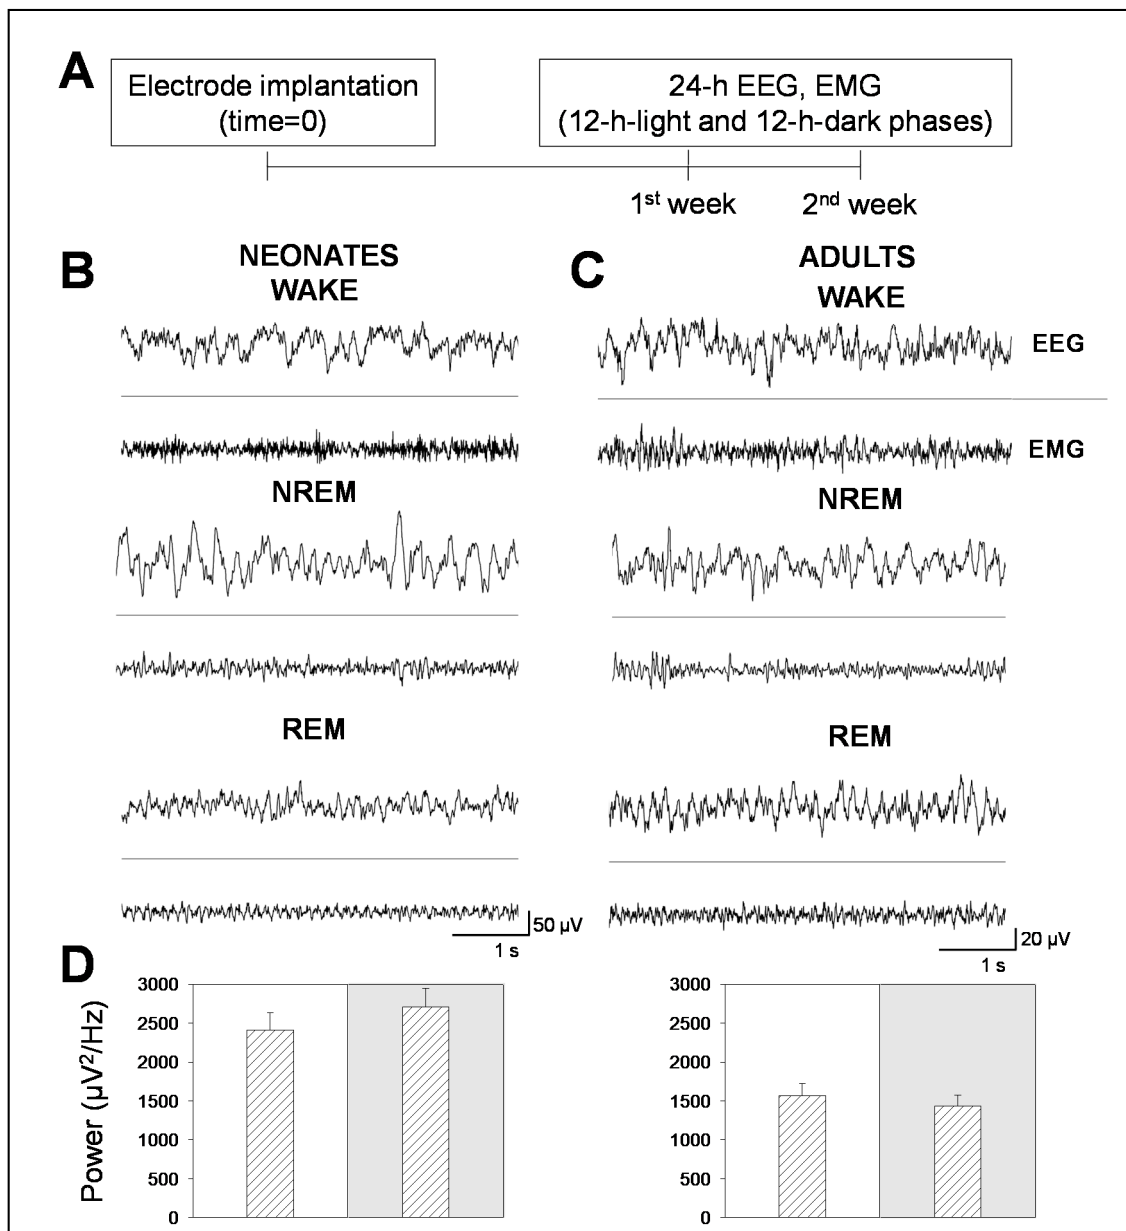 A
Electrode implantation
(time=0)
24-h EEG, EMG
(12-h-light and 12-h-dark phases)
1st week
2nd week
B
NEONATES
WAKE
C
ADULTS
WAKE
EEG
EMG
NREM
NREM
REM
REM
50 µV
1 s
20 µV
1 s
D
Power (µV²/Hz)
3000
2500
2000
1500
1000
500
0
3000
2500
2000
1500
1000
500
0